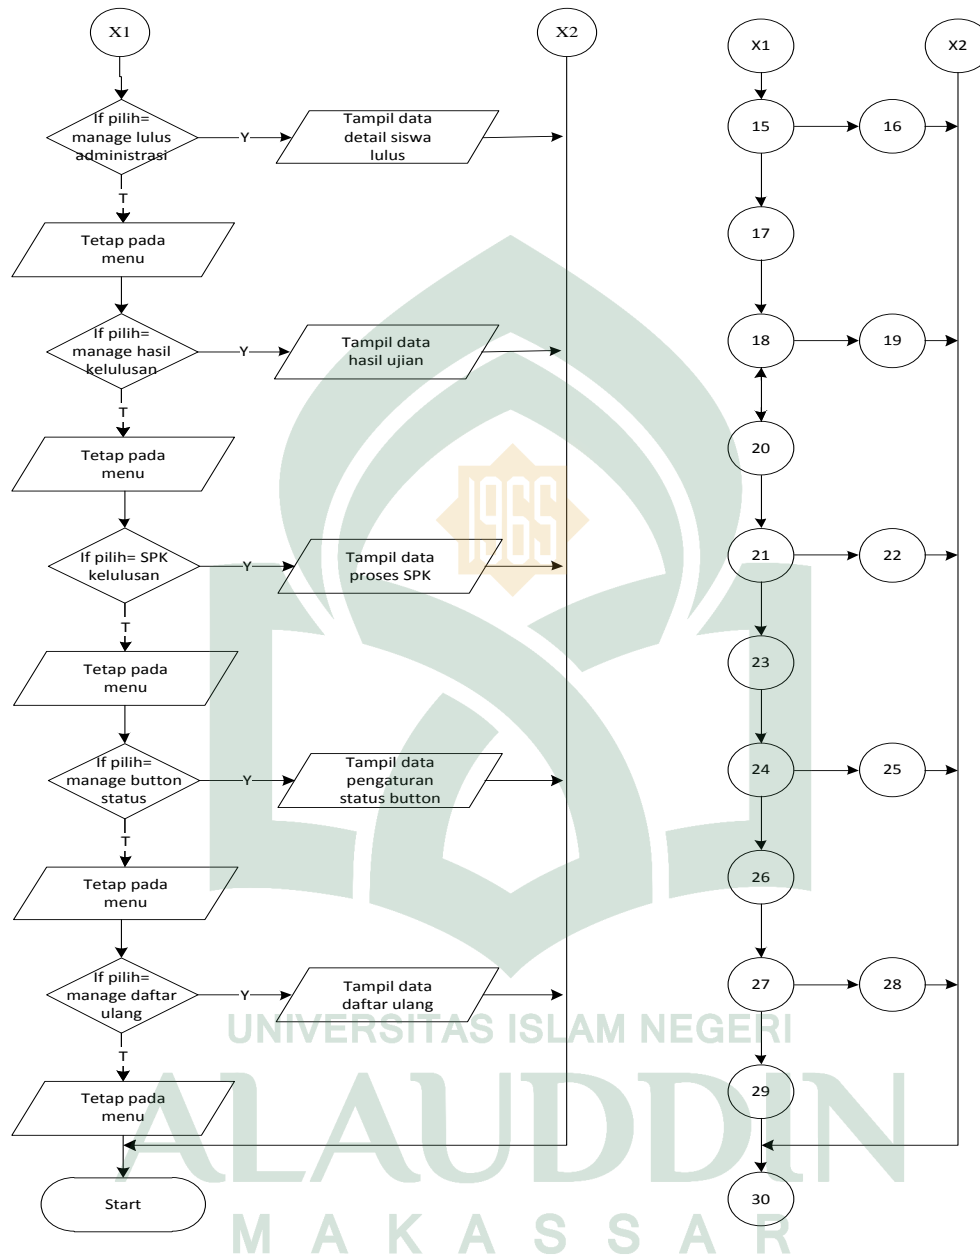 X1
X2
If pilih=
manage lulus
administrasi
Y
Tampil data
detail siswa
lulus
T
Tetap pada
menu
If pilih=
manage hasil
kelulusan
Y
Tampil data
hasil ujian
T
Tetap pada
menu
If pilih= SPK
kelulusan
Y
Tampil data
proses SPK
T
Tetap pada
menu
If pilih=
manage button
status
Y
Tampil data
pengaturan
status button
T
Tetap pada
menu
If pilih=
manage daftar
ulang
Y
Tampil data
daftar ulang
T
Tetap pada
menu
Start
X1
X2
15
16
17
18
19
20
21
22
23
24
25
26
27
28
29
30
1965
UNIVERSITAS ISLAM NEGERI
ALAUDDIN
MAKASSAR